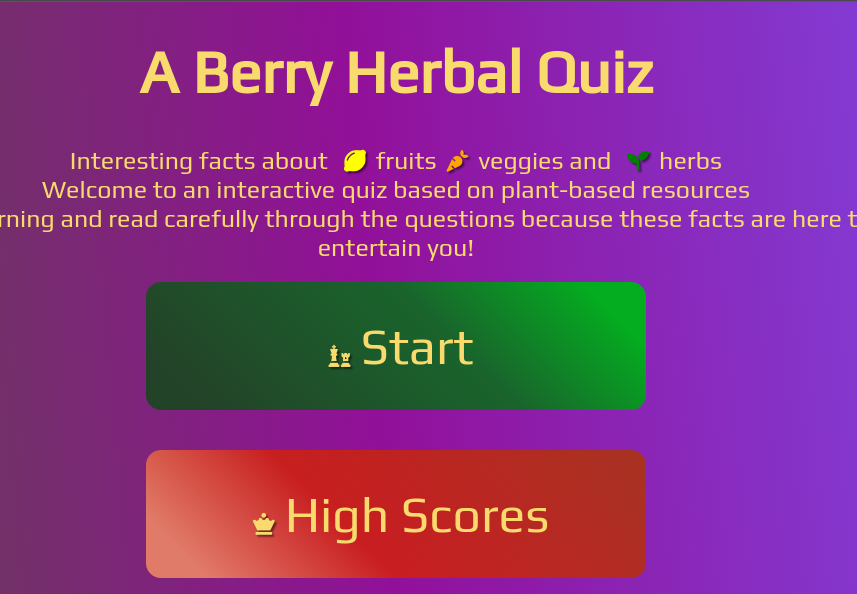 A Berry Herbal Quiz
Interesting facts about fruits veggies and herbs
Welcome to an interactive quiz based on plant-based resources
and read carefully through the questions because these facts are here
entertain you!
Start
High Scores